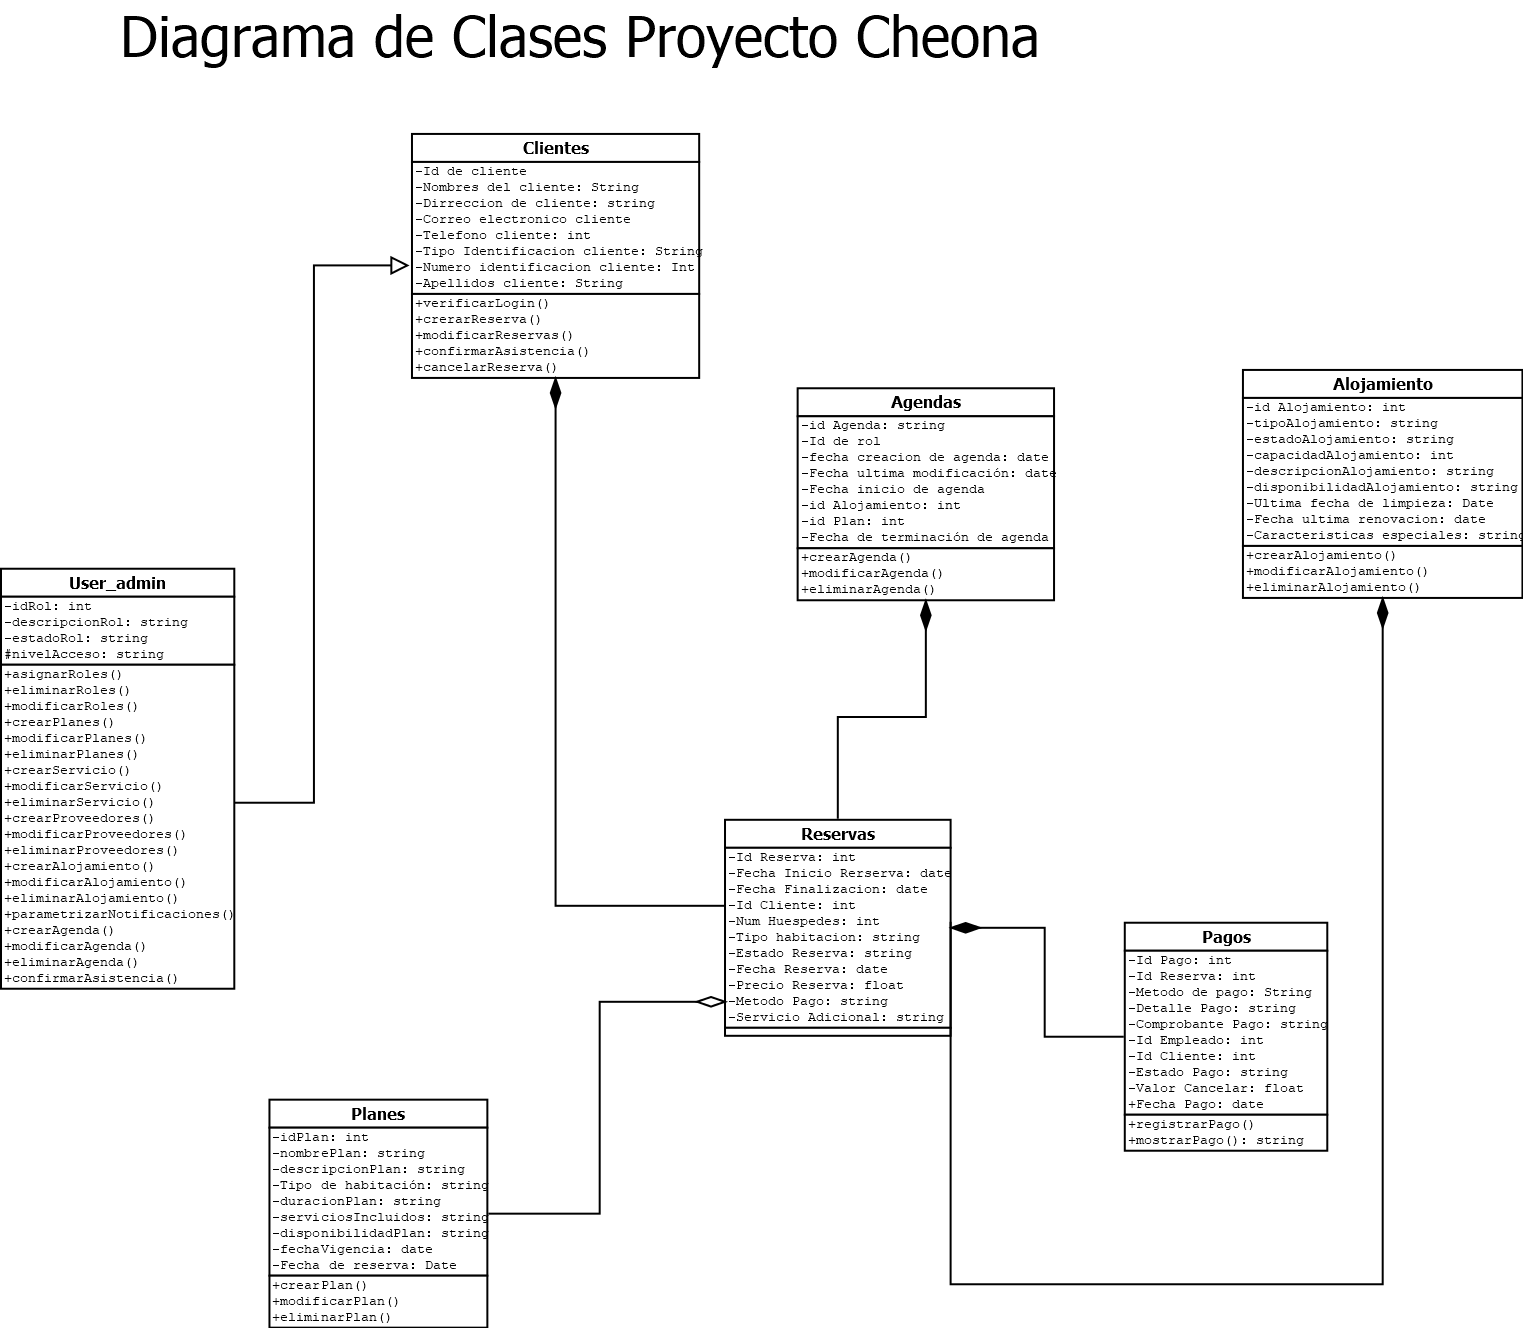 Diagrama de Clases Proyecto Cheona
Clientes
-Id de cliente
-Nombres del cliente: String
-Dirreccion de cliente: string
-Correo electronico cliente
-Telefono cliente: int
-Tipo Identificacion cliente: String
-Numero identificacion cliente: Int
-Apellidos cliente: String
+verificarLogin()
+crerarReserva()
+modificarReservas()
+confirmarAsistencia()
+cancelarReserva()
Agendas
-id Agenda: string
-Id de rol
-fecha creacion de agenda: date
-Fecha ultima modificación: date
-Fecha inicio de agenda
-id Alojamiento: int
-id Plan: int
-Fecha de terminación de agenda
+crearAgenda()
+modificarAgenda()
+eliminarAgenda()
Alojamiento
-id Alojamiento: int
-tipoAlojamiento: string
-estadoAlojamiento: string
-capacidadAlojamiento: int
-descripcionAlojamiento: string
-disponibilidadAlojamiento: string
-Ultima fecha de limpieza: Date
-Fecha ultima renovacion: date
-Caracteristicas especiales: string
+crearAlojamiento()
+modificarAlojamiento()
+eliminarAlojamiento()
User_admin
-idRol: int
-descripcionRol: string
-estadoRol: string
#nivelAcceso: string
+asignarRoles()
+eliminarRoles()
+modificarRoles()
+crearPlanes()
+modificarPlanes()
+eliminarPlanes()
+crearServicio()
+modificarServicio()
+eliminarServicio()
+crearProveedores()
+modificarProveedores()
+eliminarProveedores()
+crearAlojamiento()
+modificarAlojamiento()
+eliminarAlojamiento()
+parametrizarNotificaciones()
+crearAgenda()
+modificarAgenda()
+eliminarAgenda()
+confirmarAsistencia()
Reservas
-Id Reserva: int
-Fecha Inicio Rerserva: date
-Fecha Finalizacion: date
-Id Cliente: int
-Num Huespedes: int
-Tipo habitacion: string
-Estado Reserva: string
-Fecha Reserva: date
-Precio Reserva: float
-Metodo Pago: string
-Servicio Adicional: string
Pagos
-Id Pago: int
-Id Reserva: int
-Metodo de pago: String
-Detalle Pago: string
-Comprobante Pago: string
-Id Empleado: int
-Id Cliente: int
-Estado Pago: string
-Valor Cancelar: float
+Fecha Pago: date
+registrarPago()
+mostrarPago(): string
Planes
-idPlan: int
-nombrePlan: string
-descripcionPlan: string
-Tipo de habitación: string
-duracionPlan: string
-serviciosIncluidos: string
-disponibilidadPlan: string
-fechaVigencia: date
-Fecha de reserva: Date
+crearPlan()
+modificarPlan()
+eliminarPlan()